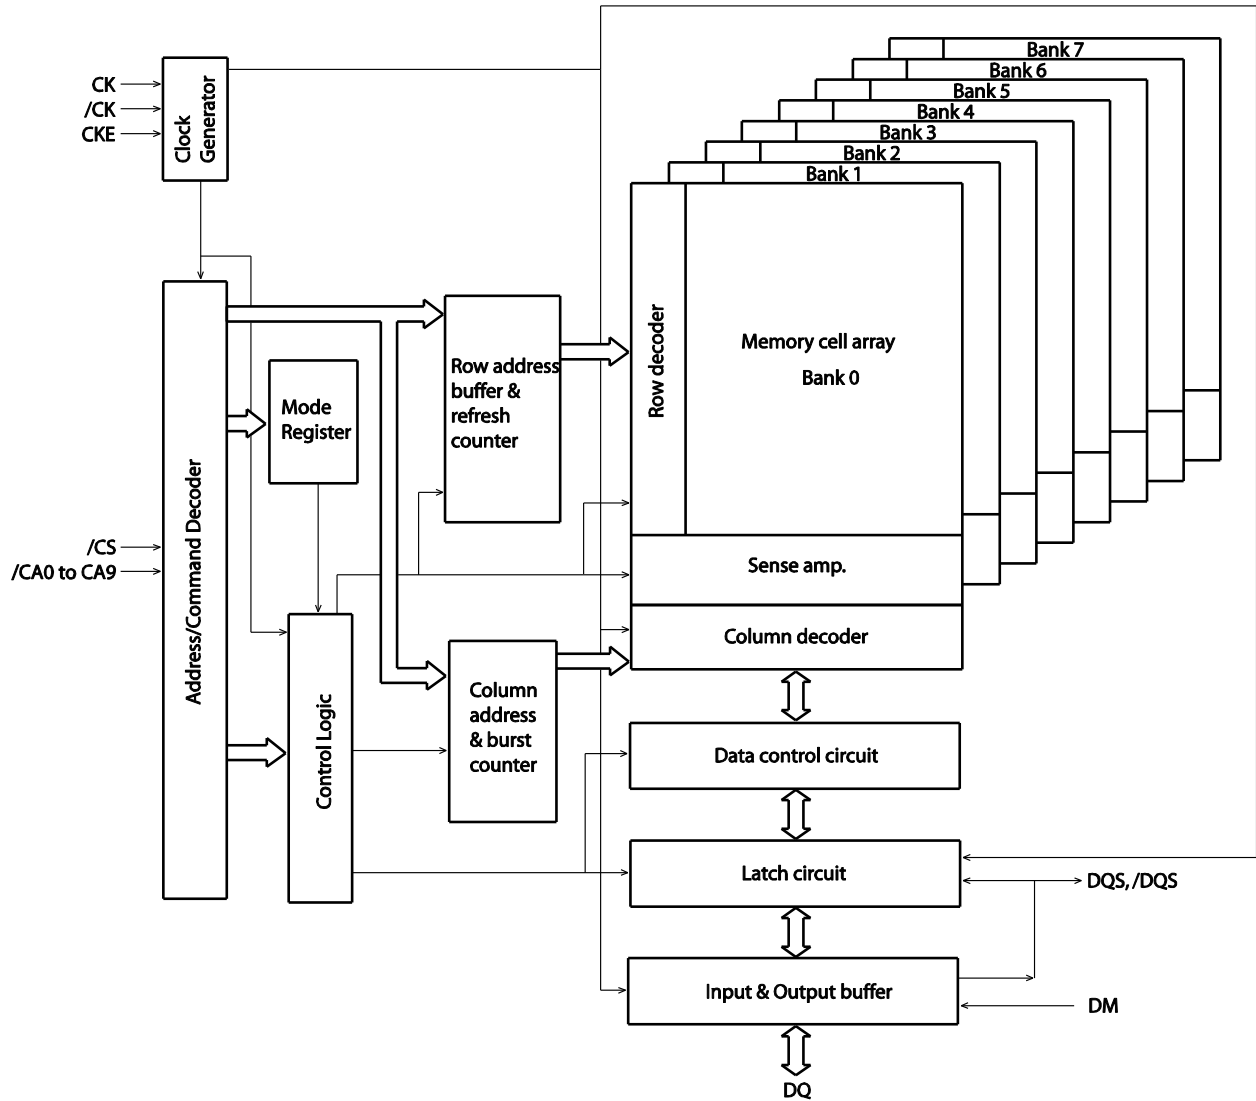 Bank 7
Bank 6
Bank 5
Bank 4
Bank 3
Bank 2
Bank 1
CK
/CK
CKE
Clock
Generator
Row decoder
Memory cell array
Bank 0
Row address
buffer &
refresh
counter
Mode
Register
Address/Command Decoder
/CS
/CA0 to CA9
Sense amp.
Column decoder
Control Logic
Column
address
& burst
counter
Data control circuit
Latch circuit
DQS, /DQS
Input & Output buffer
DM
DQ